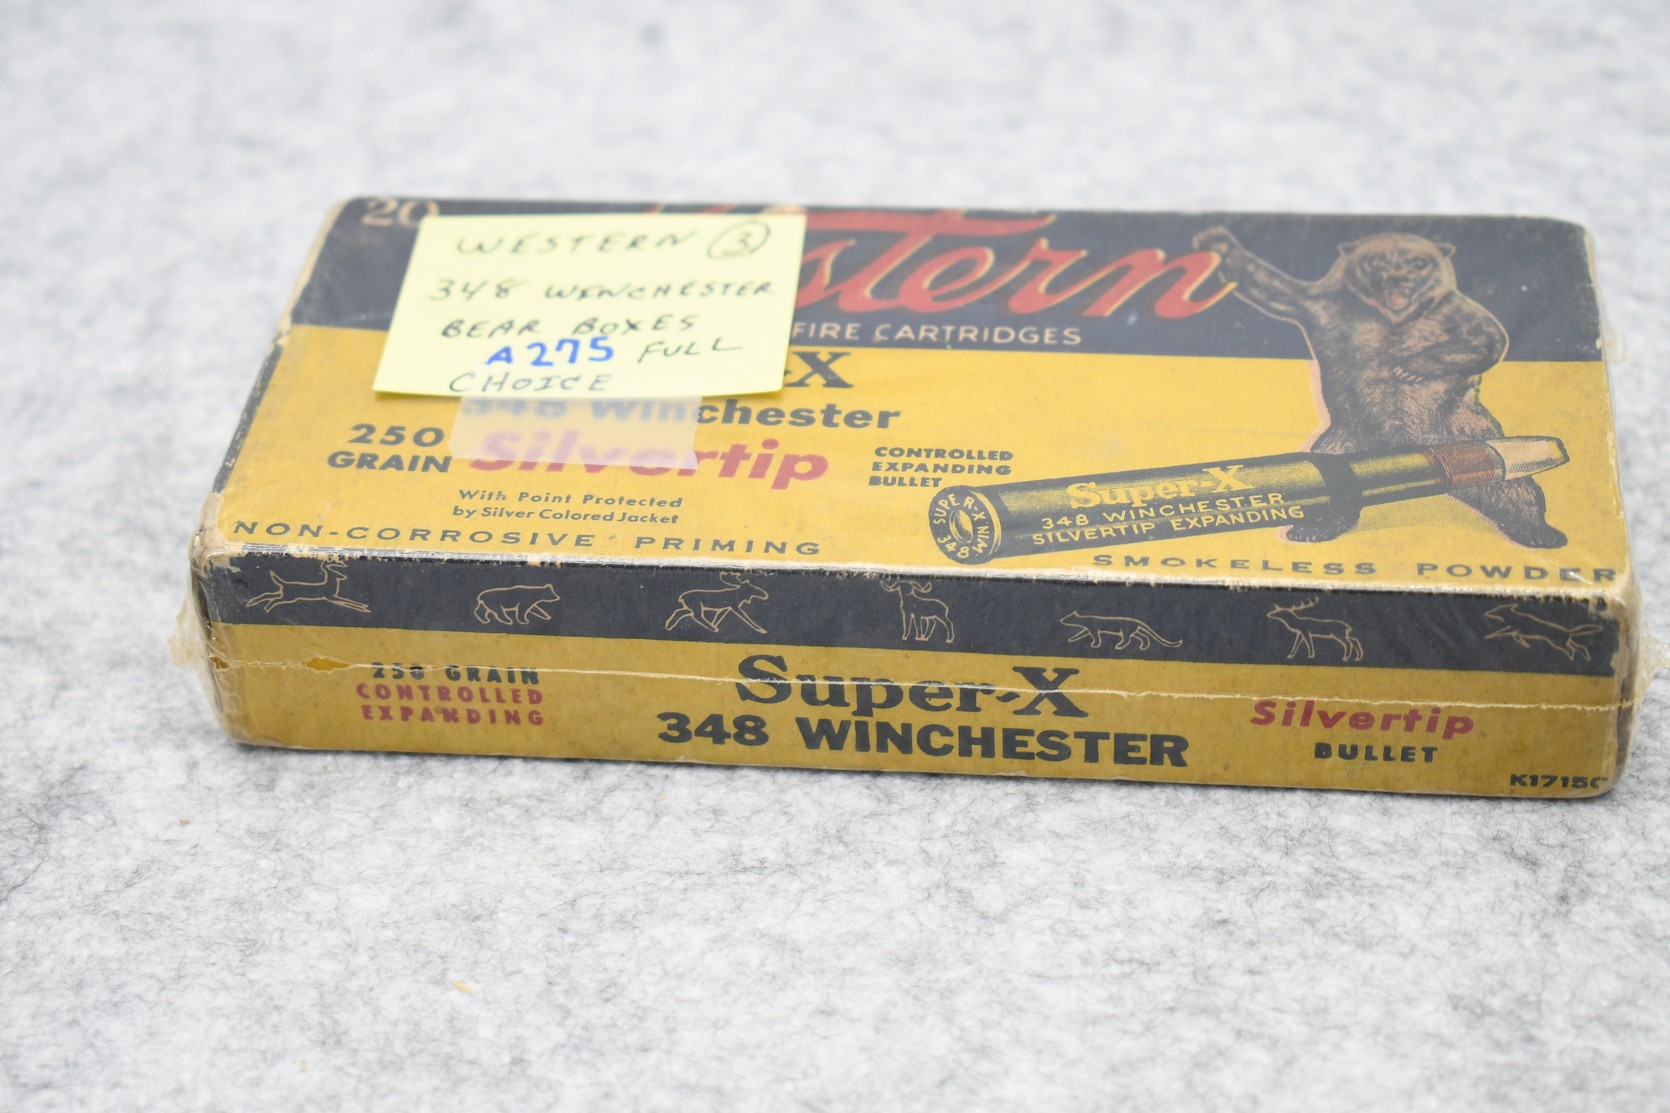 20
WESTERN 3
348 WINCHESTER
BEAR BOXES
A275 FULL
CHOICE
stern
FIRE CARTRIDGES
-X
348 Winchester
250 GRAIN Silvertip
CONTROLLED
EXPANDING
BULLET
With Point Protected
by Silver Colored Jacket
NON-CORROSIVE PRIMING
SUPER-X
348 WIN.
Super-X
348 WINCHESTER
SILVERTIP EXPANDING
SMOKELESS POWDER
250 GRAIN
CONTROLLED
EXPANDING
Super-X
348 WINCHESTER
Silvertip
BULLET
K1715C